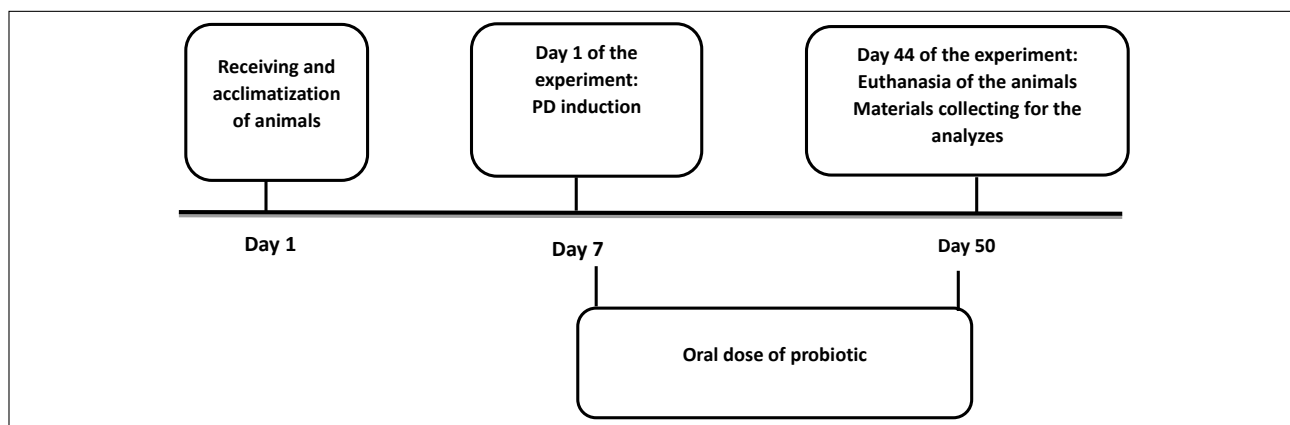 Receiving and
acclimatization
of animals
Day 1 of the
experiment:
PD induction
Day 44 of the experiment:
Euthanasia of the animals
Materials collecting for the
analyzes
Day 1
Day 7
Day 50
Oral dose of probiotic